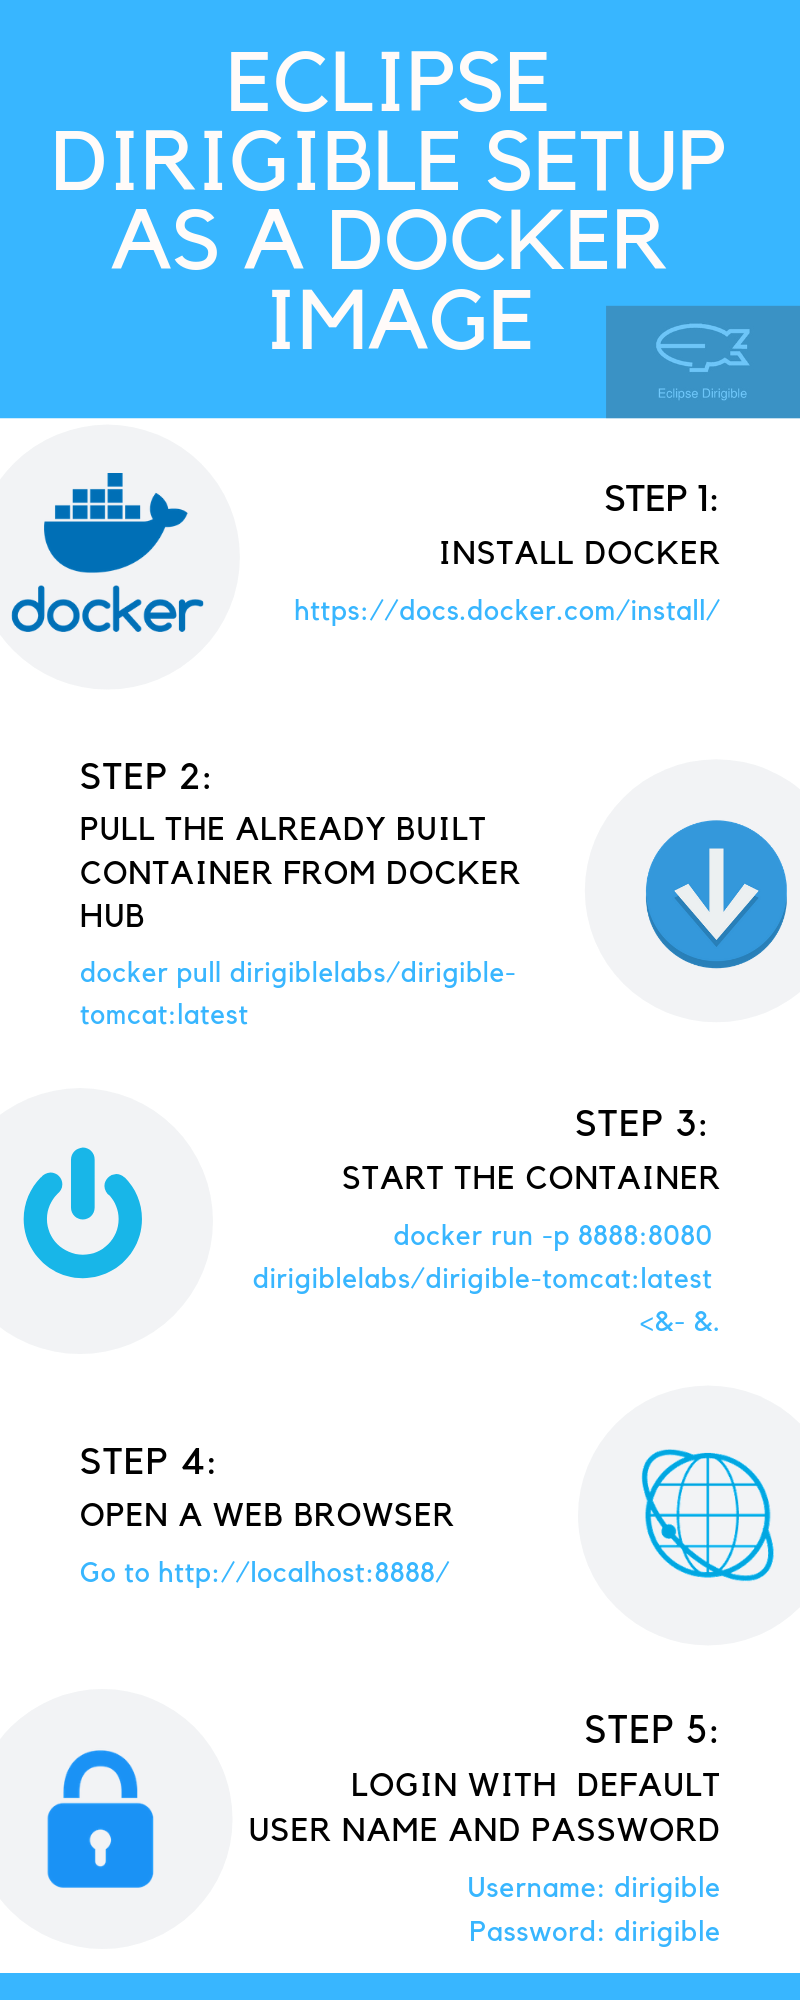 ECLIPSE
DIRIGIBLE SETUP
AS A DOCKER
IMAGE
Eclipse Dirigible
docker
STEP 1:
INSTALL DOCKER
https://docs.docker.com/install/
STEP 2:
PULL THE ALREADY BUILT
CONTAINER FROM DOCKER
HUB
docker pull dirigiblelabs/dirigible-
tomcat:latest
STEP 3:
START THE CONTAINER
docker run -p 8888:8080
dirigiblelabs/dirigible-tomcat:latest
<&- &.
STEP 4:
OPEN A WEB BROWSER
Go to http://localhost:8888/
STEP 5:
LOGIN WITH  DEFAULT
USER NAME AND PASSWORD
Username: dirigible
Password: dirigible